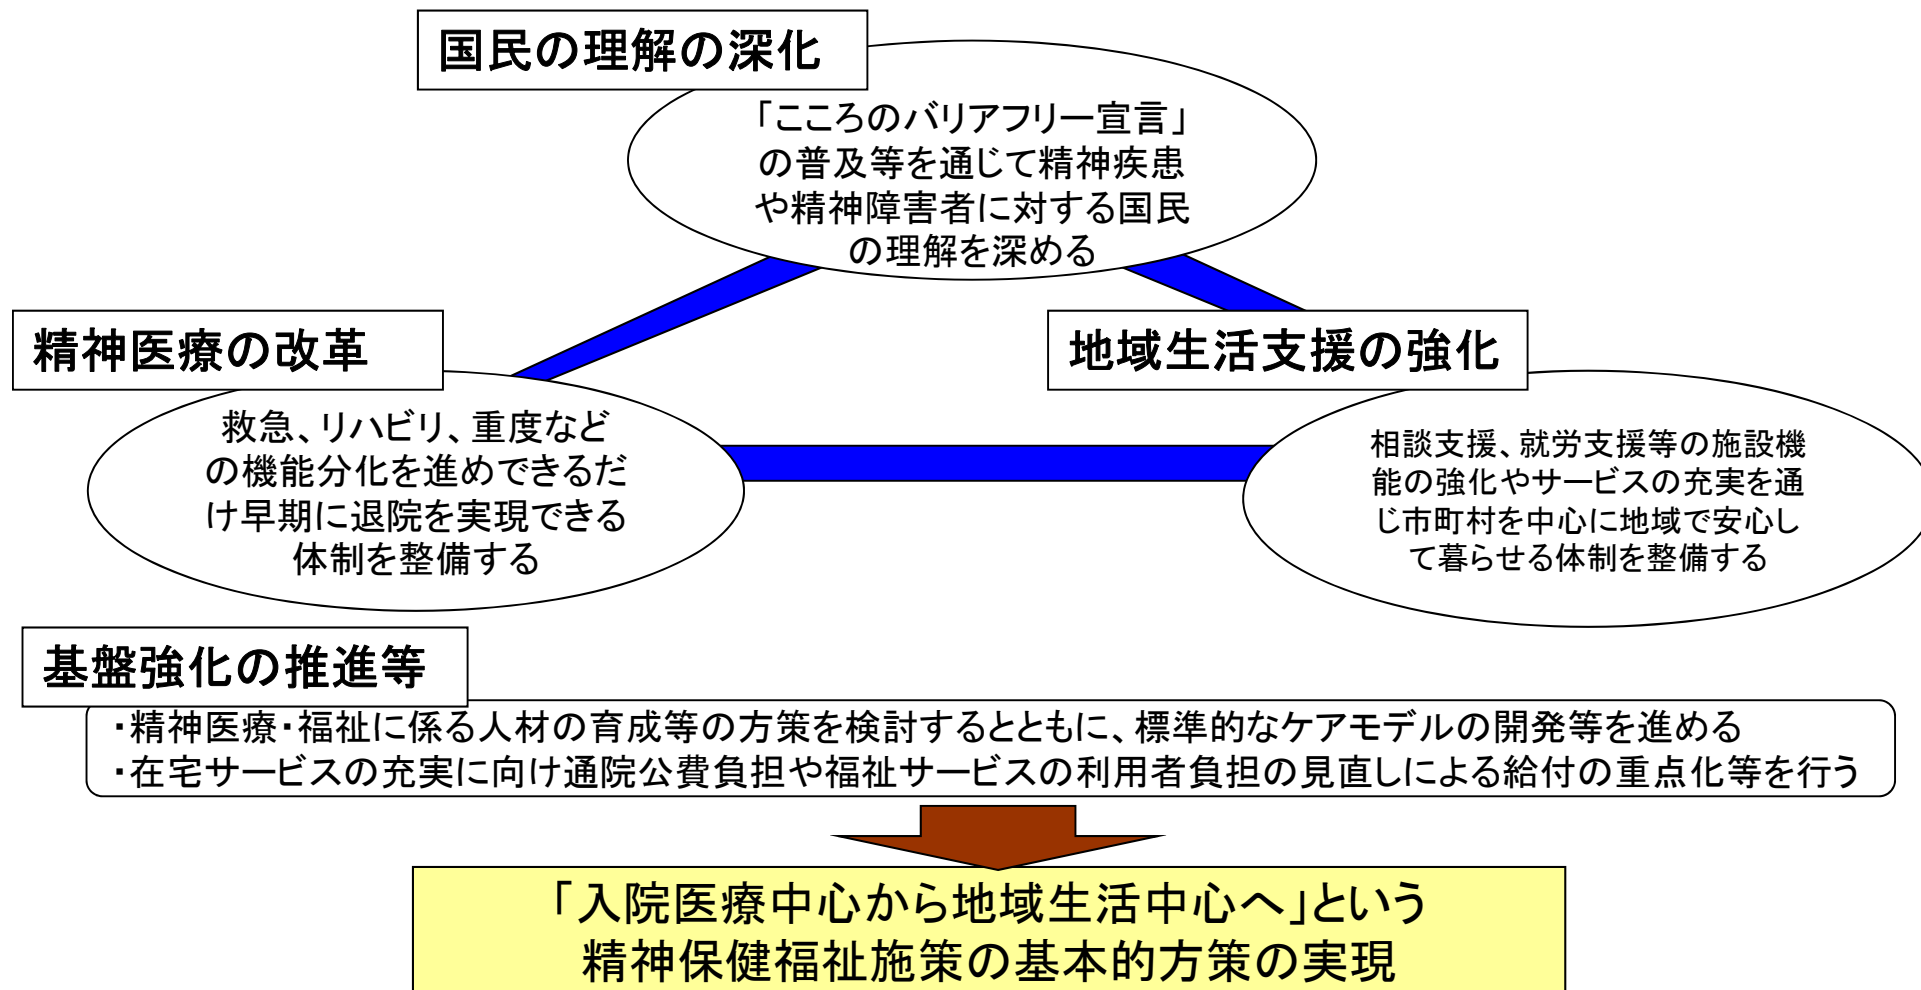 国民の理解の深化
「こころのバリアフリー宣言」
の普及等を通じて精神疾患
や精神障害者に対する国民
の理解を深める
精神医療の改革
救急、リハビリ、重度など
の機能分化を進めできるだ
け早期に退院を実現できる
体制を整備する
地域生活支援の強化
相談支援、就労支援等の施設機
能の強化やサービスの充実を通
じ市町村を中心に地域で安心し
て暮らせる体制を整備する
基盤強化の推進等
・精神医療・福祉に係る人材の育成等の方策を検討するとともに、標準的なケアモデルの開発等を進める
・在宅サービスの充実に向け通院公費負担や福祉サービスの利用者負担の見直しによる給付の重点化等を行う
「入院医療中心から地域生活中心へ」という
精神保健福祉施策の基本的方策の実現